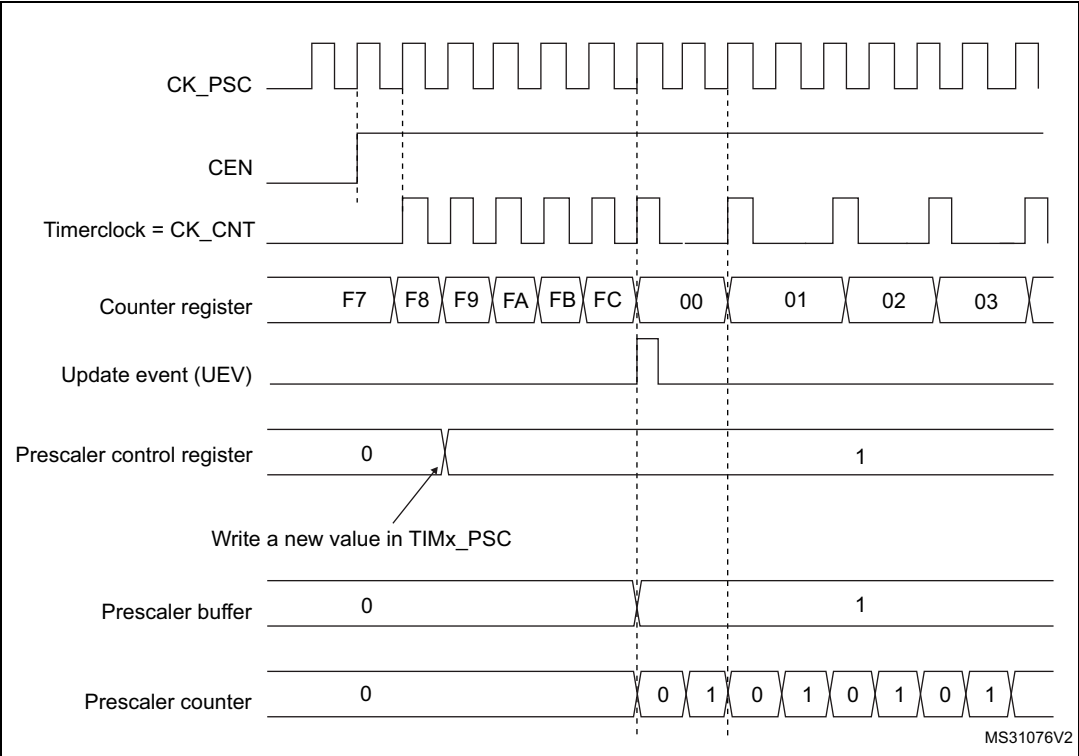 CK_PSC
CEN
Timerclock = CK_CNT
Counter register F7 F8 F9 FA FB FC 00 01 02 03
Update event (UEV)
Prescaler control register 0 1
Write a new value in TIMx_PSC
Prescaler buffer 0 1
Prescaler counter 0 0 1 0 1 0 1 0 1
MS31076V2